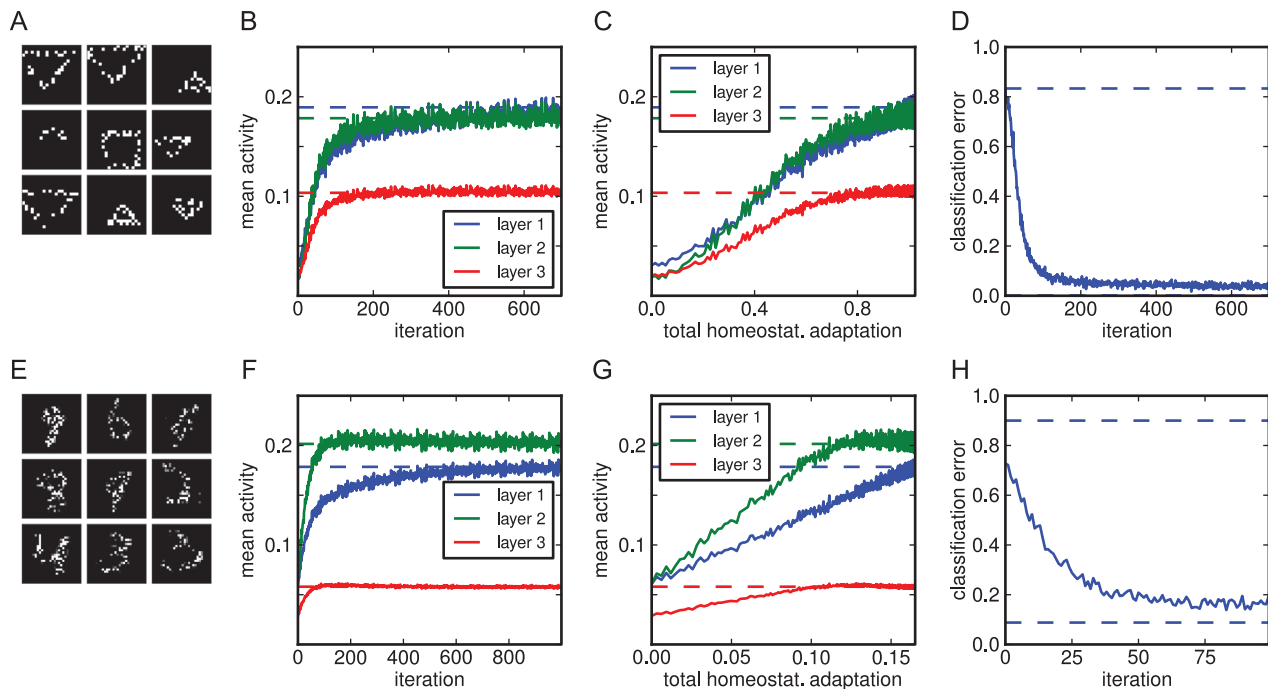 A
B
C
D
mean activity
0.2
0.1
layer 1
layer 2
layer 3
0
200
400
600
iteration
mean activity
0.2
0.1
layer 1
layer 2
layer 3
0.0
0.4
0.8
total homeostat. adaptation
classification error
1.0
0.8
0.6
0.4
0.2
0.0
0
200
400
600
iteration
E
F
G
H
mean activity
0.2
0.1
layer 1
layer 2
layer 3
0
200
400
600
800
iteration
mean activity
0.2
0.1
layer 1
layer 2
layer 3
0.00
0.05
0.10
0.15
total homeostat. adaptation
classification error
1.0
0.8
0.6
0.4
0.2
0.0
0
25
50
75
iteration